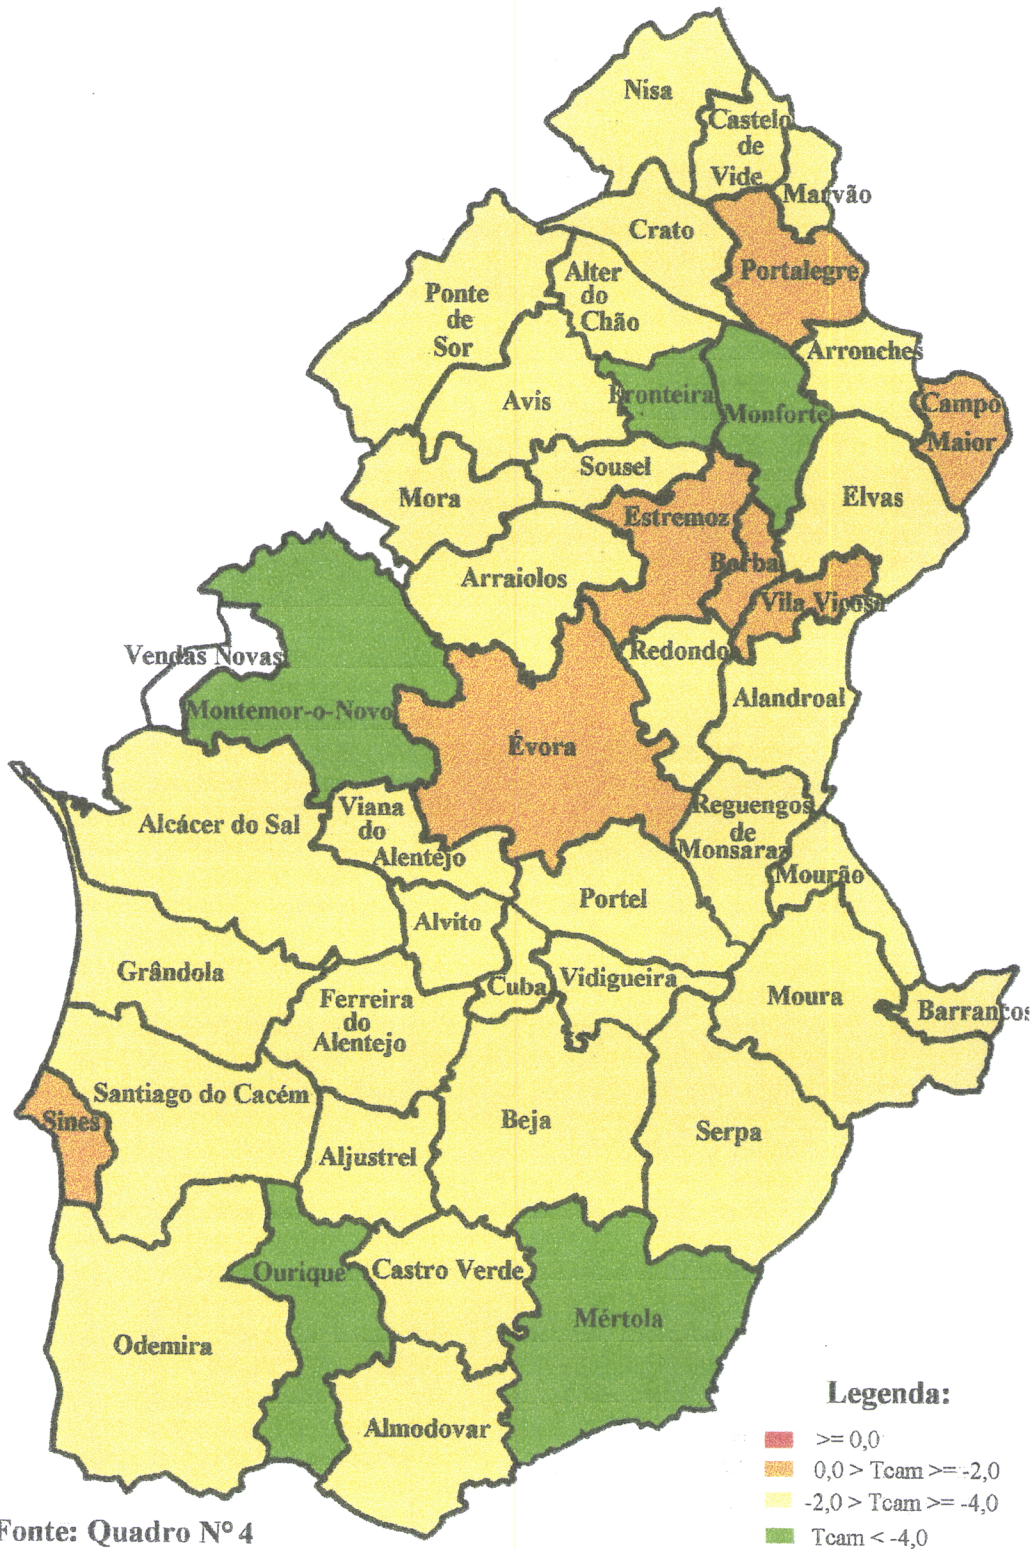 Nisa
Castelo
de
Vide
Marvão
Crato
Portalegre
Alter
do
Chão
Ponte
de
Sor
Arronches
Avis
Fronteira
Monforte
Campo
Maior
Sousel
Mora
Elvas
Estremoz
Borba
Arraiolos
Vila Viçosa
Vendas Novas
Redondo
Alandroal
Montemor-o-Novo
Évora
Viana
do
Alentejo
Reguengos
de
Monsaraz
Alcácer do Sal
Mourão
Portel
Alvito
Grândola
Cuba
Vidigueira
Moura
Barrancos
Ferreira
do
Alentejo
Santiago do Cacém
Sines
Beja
Serpa
Aljustrel
Ourique
Castro Verde
Mértola
Odemira
Almodovar
Legenda:
>= 0,0
0,0 > Tcam >= -2,0
-2,0 > Tcam >= -4,0
Tcam < -4,0
Fonte: Quadro Nº 4